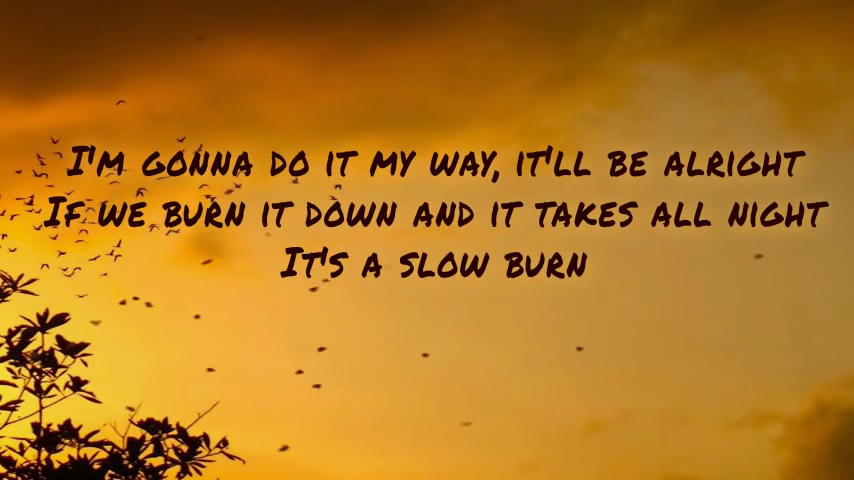 I'm gonna do it my way, it'll be alright
If we burn it down and it takes all night
It's a slow burn